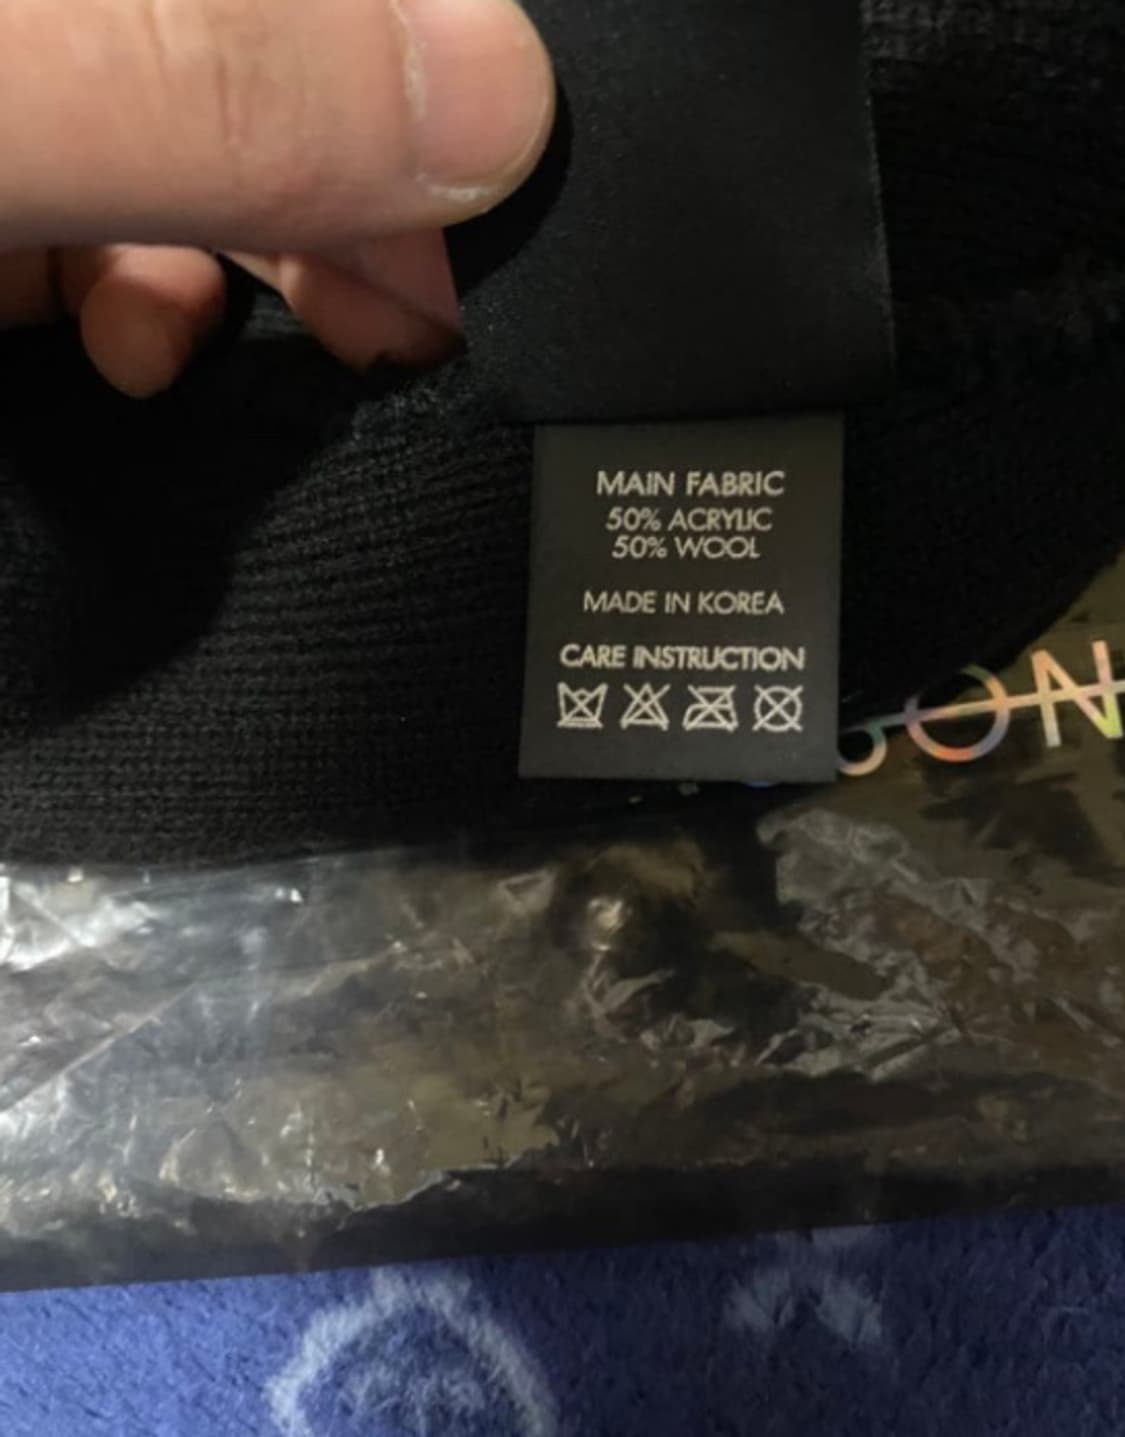 MAIN FABRIC
50% ACRYLIC
50% WOOL
MADE IN KOREA
CARE INSTRUCTION